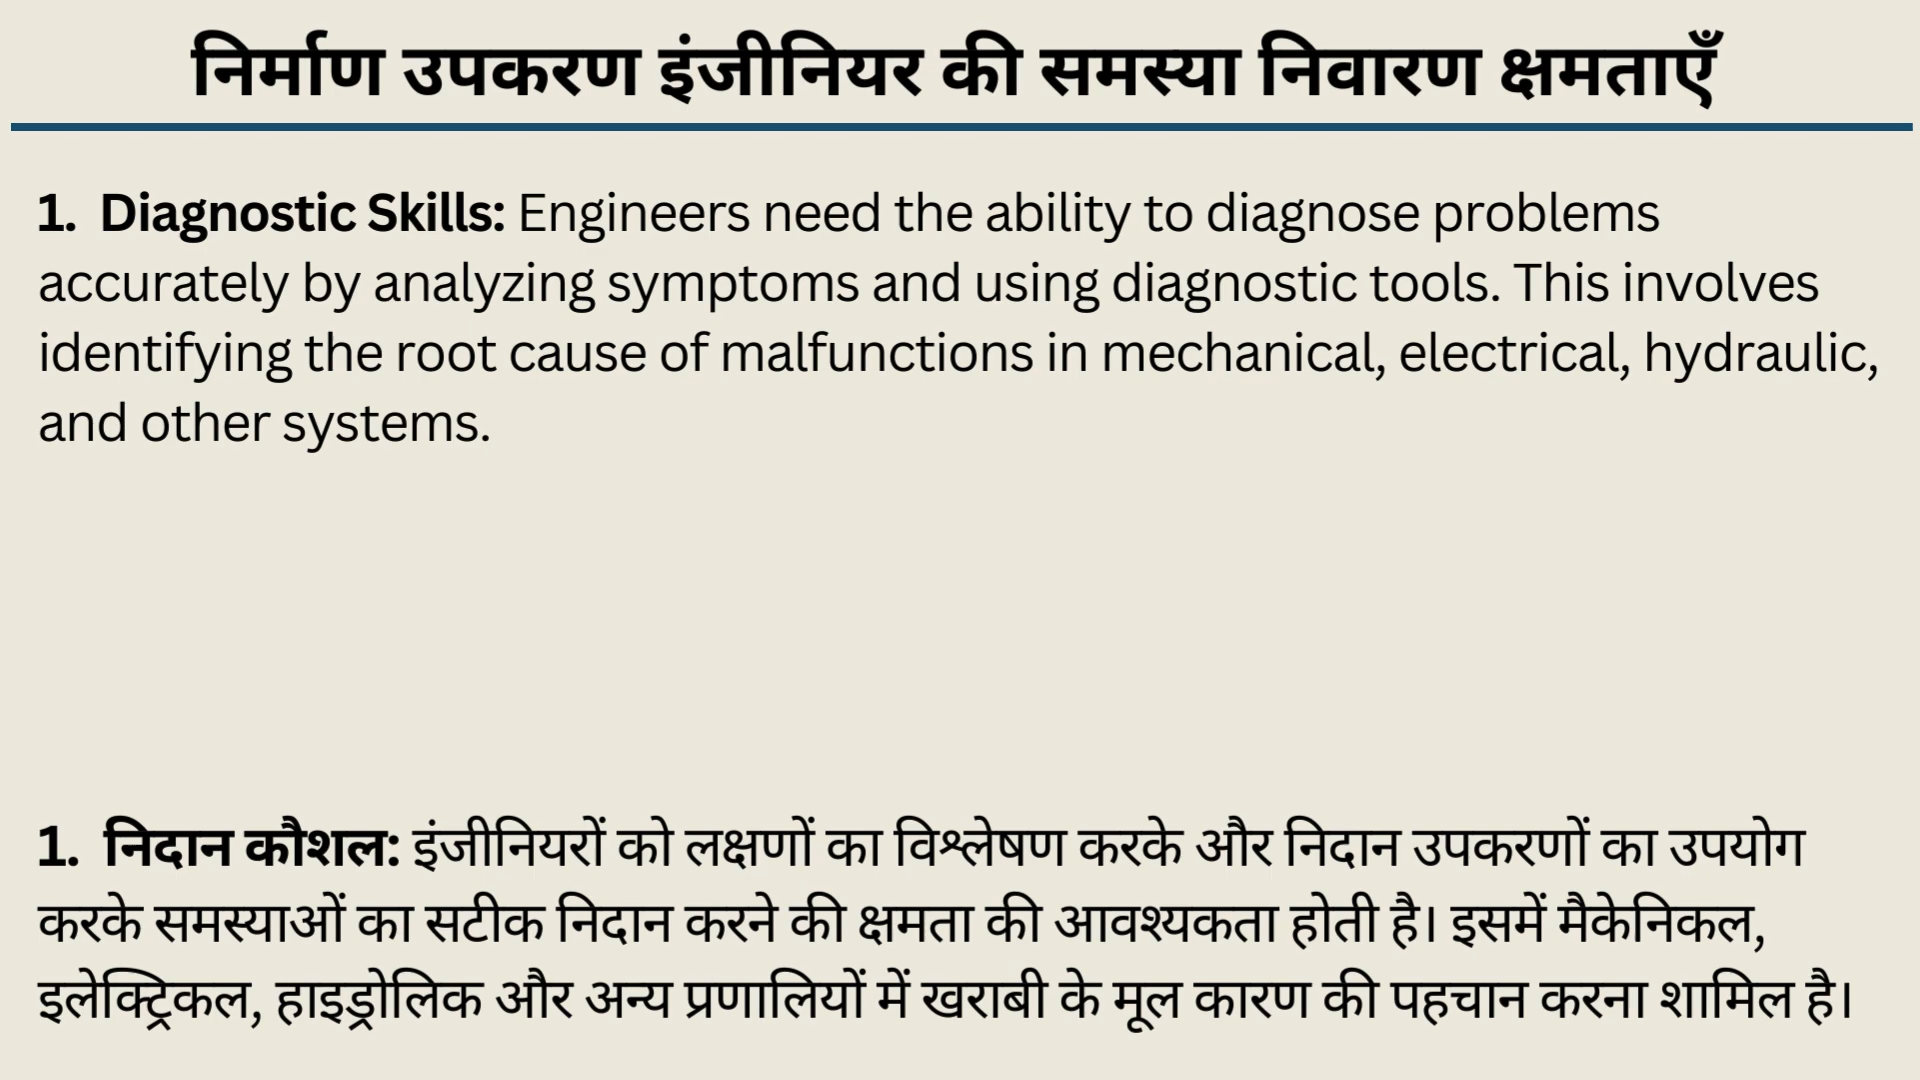 निर्माण उपकरण इंजीनियर की समस्या निवारण क्षमताएँ
1. Diagnostic Skills: Engineers need the ability to diagnose problems
accurately by analyzing symptoms and using diagnostic tools. This involves
identifying the root cause of malfunctions in mechanical, electrical, hydraulic,
and other systems.
1. निदान कौशल: इंजीनियरों को लक्षणों का विश्लेषण करके और निदान उपकरणों का उपयोग
करके समस्याओं का सटीक निदान करने की क्षमता की आवश्यकता होती है। इसमें मैकेनिकल,
इलेक्ट्रिकल, हाइड्रोलिक और अन्य प्रणालियों में खराबी के मूल कारण की पहचान करना शामिल है।